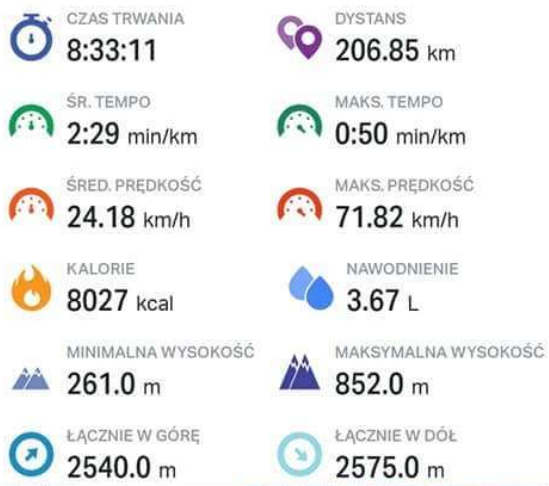 CZAS TRWANIA
8:33:11
DYSTANS
206.85 km
ŚR. TEMPO
2:29 min/km
MAKS. TEMPO
0:50 min/km
ŚRED. PRĘDKOŚĆ
24.18 km/h
MAKS. PRĘDKOŚĆ
71.82 km/h
KALORIE
8027 kcal
NAWODNIENIE
3.67 L
MINIMALNA WYSOKOŚĆ
261.0 m
MAKSYMALNA WYSOKOŚĆ
852.0 m
ŁĄCZNIE W GÓRĘ
2540.0 m
ŁĄCZNIE W DÓŁ
2575.0 m